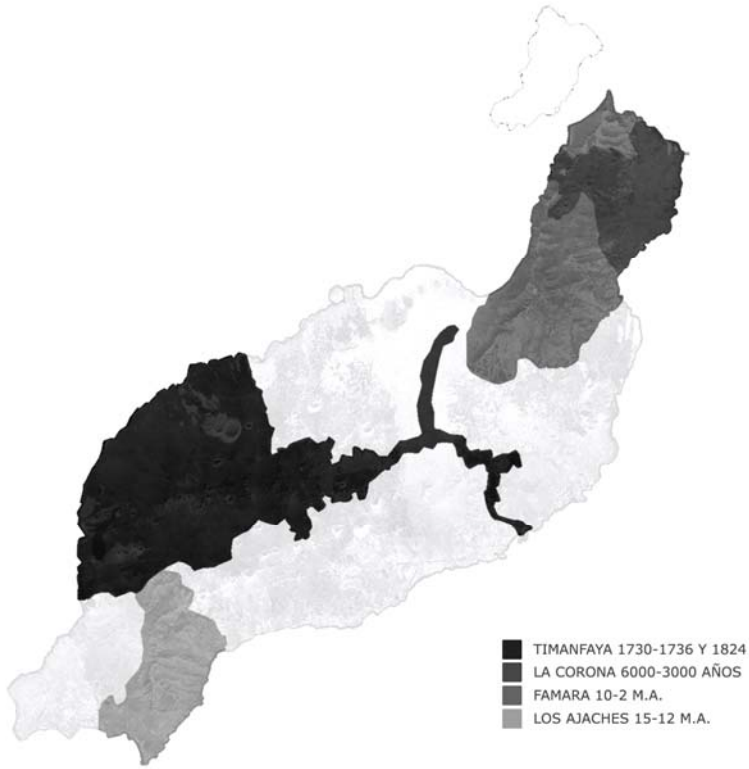 TIMANFAYA 1730-1736 Y 1824
LA CORONA 6000-3000 AÑOS
FAMARA 10-2 M.A.
LOS AJACHES 15-12 M.A.